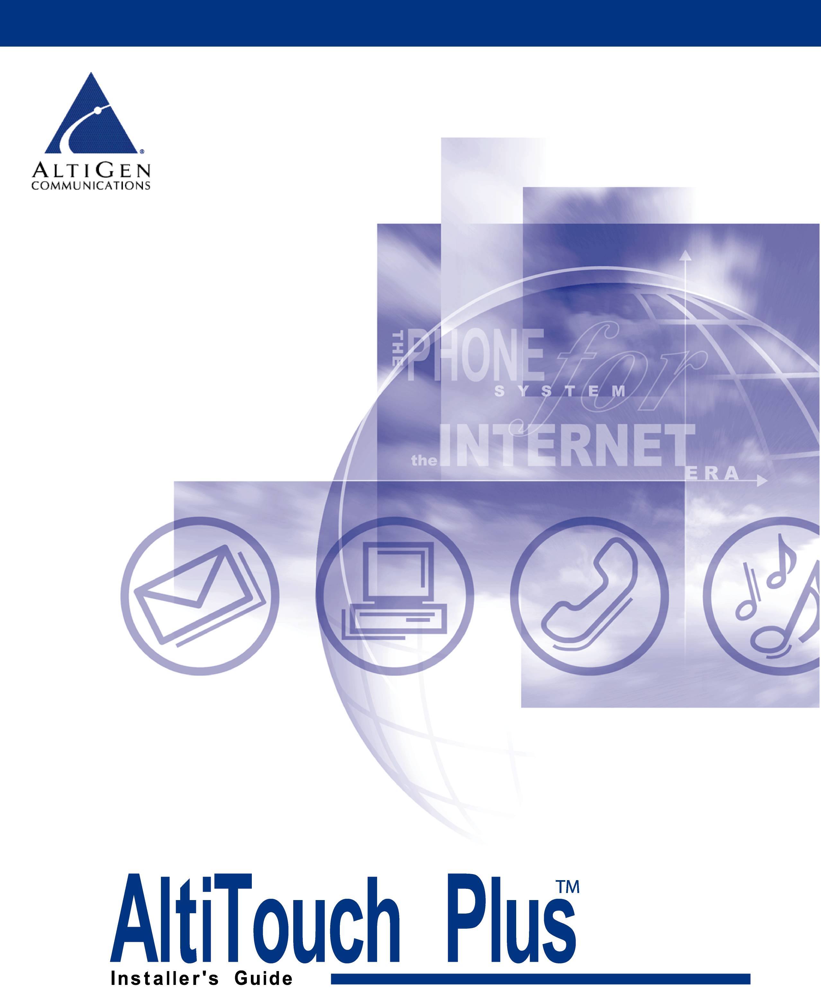 ®
ALTIGEN
COMMUNICATIONS
THE PHONE for
SYSTEM
the INTERNET
ERA
AltiTouch Plus™
Installer's Guide